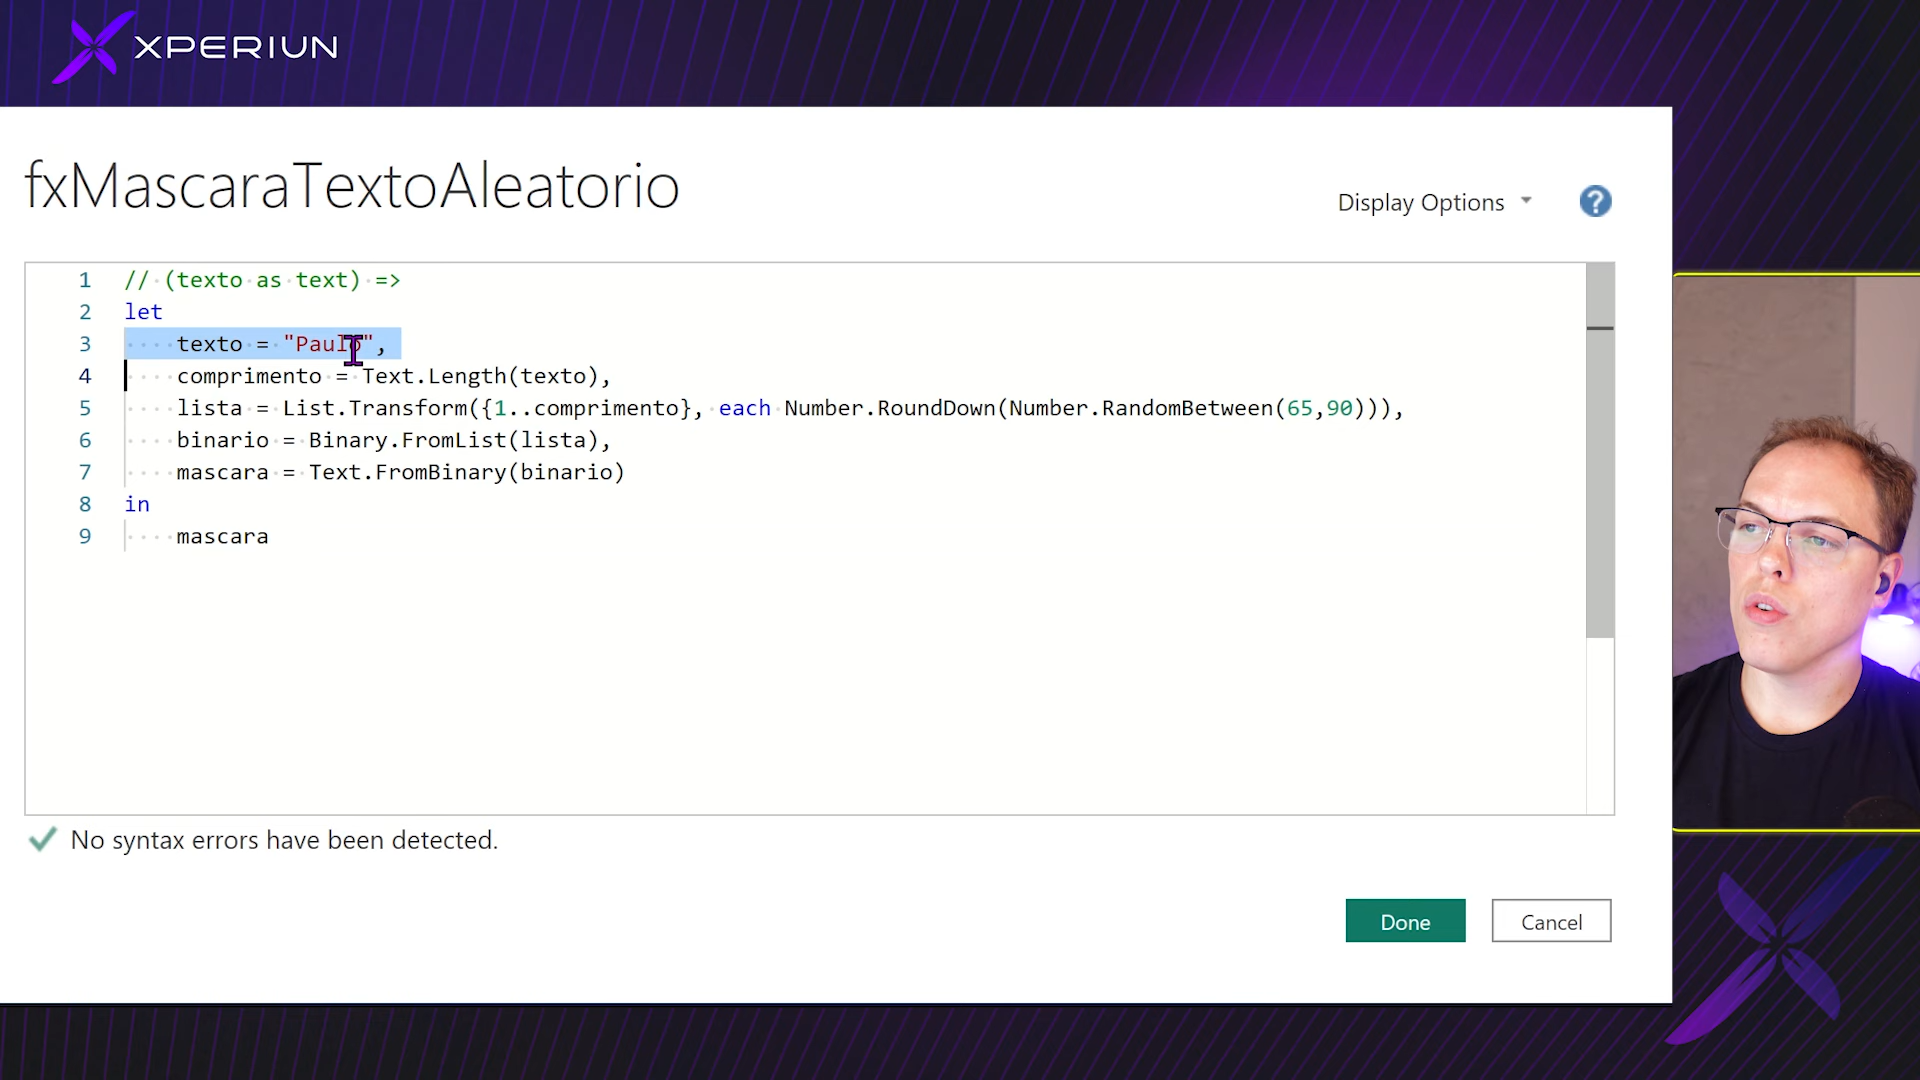 XPERIUN
fxMascaraTextoAleatorio
Display Options
?
1 // (texto as text) =>
2 let
3 texto = "Paulo",
4 comprimento = Text.Length(texto),
5 lista = List.Transform({1..comprimento}, each Number.RoundDown(Number.RandomBetween(65,90))),
6 binario = Binary.FromList(lista),
7 mascara = Text.FromBinary(binario)
8 in
9 mascara
No syntax errors have been detected.
Done
Cancel